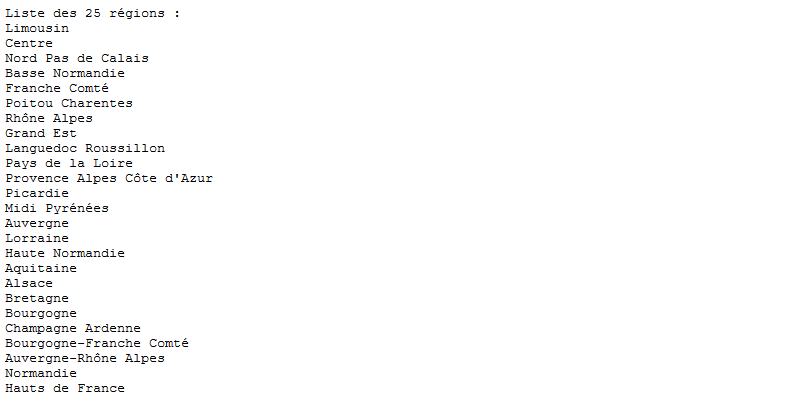 Liste des 25 régions :
Limousin
Centre
Nord Pas de Calais
Basse Normandie
Franche Comté
Poitou Charentes
Rhône Alpes
Grand Est
Languedoc Roussillon
Pays de la Loire
Provence Alpes Côte d'Azur
Picardie
Midi Pyrénées
Auvergne
Lorraine
Haute Normandie
Aquitaine
Alsace
Bretagne
Bourgogne
Champagne Ardenne
Bourgogne-Franche Comté
Auvergne-Rhône Alpes
Normandie
Hauts de France